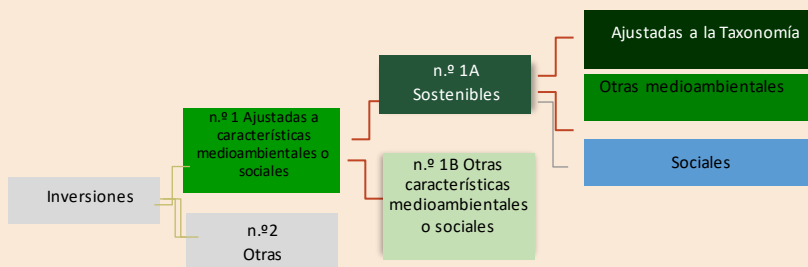 Inversiones
n.º 1 Ajustadas a
características
medioambientales o
sociales
n.º2
Otras
n.º 1A
Sostenibles
n.º 1B Otras
características
medioambientales
o sociales
Ajustadas a la Taxonomía
Otras medioambientales
Sociales